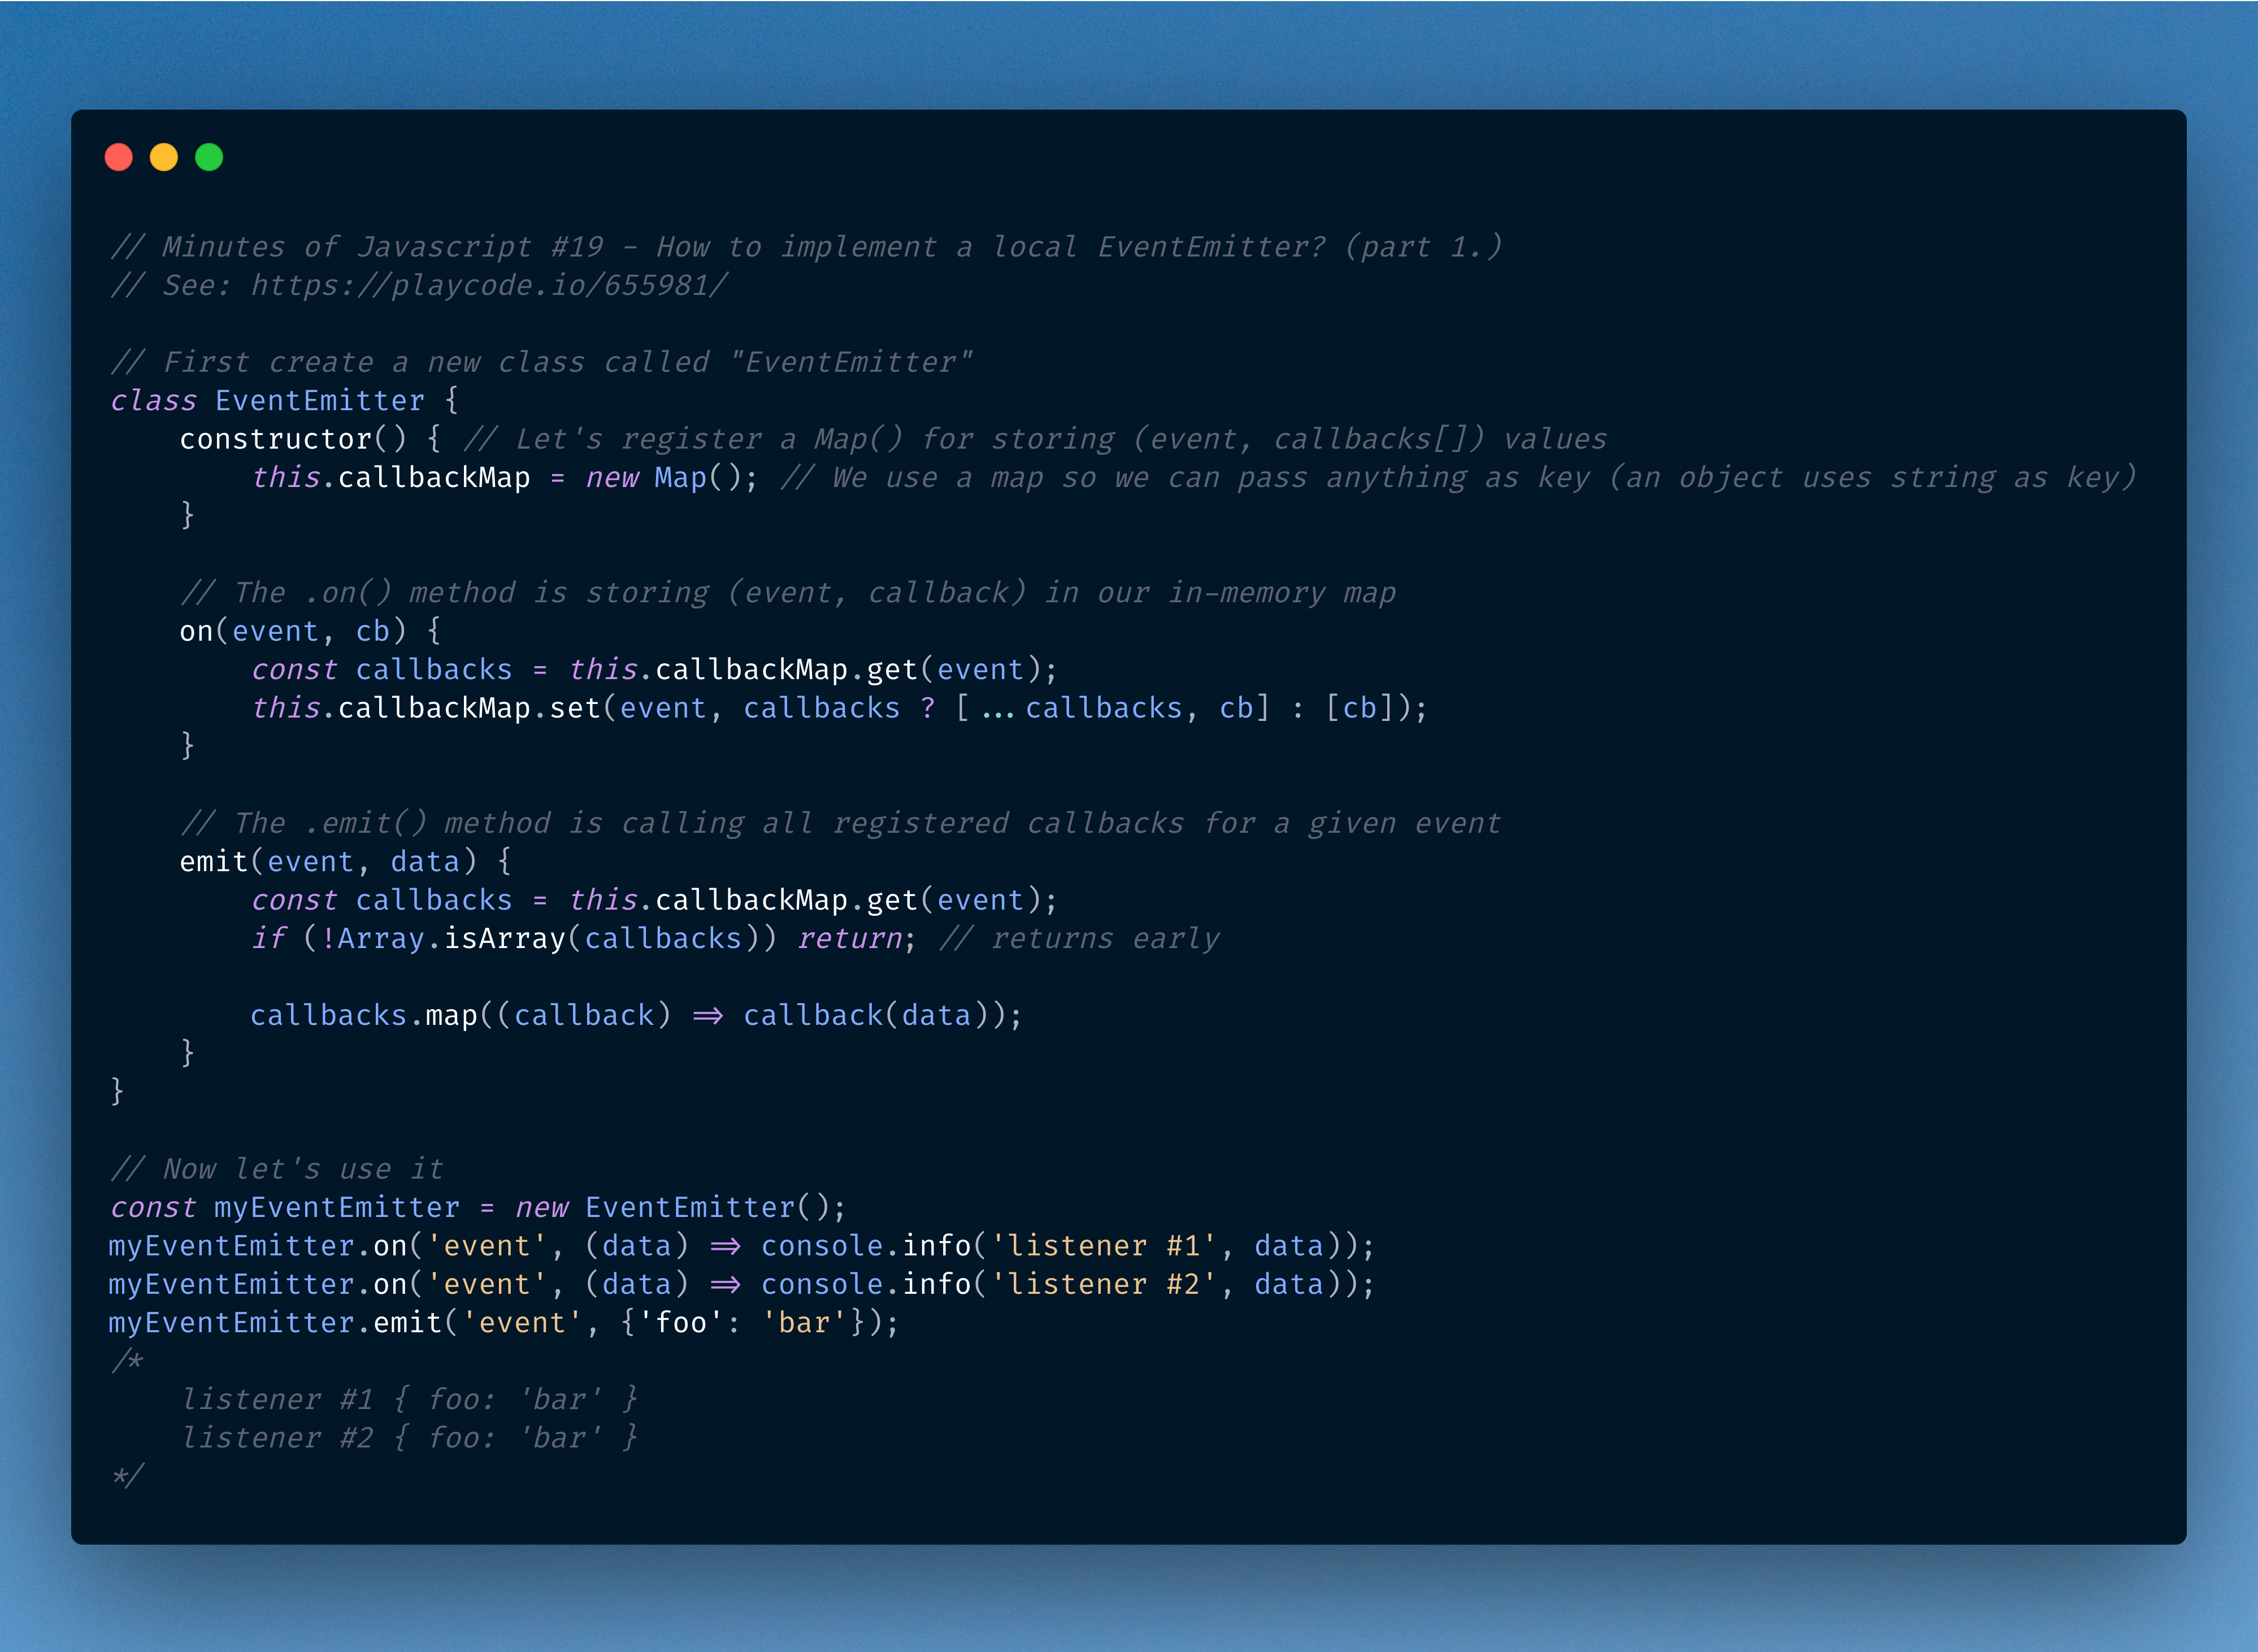 // Minutes of Javascript #19 - How to implement a local EventEmitter? (part 1.)
// See: https://playcode.io/655981/

// First create a new class called "EventEmitter"
class EventEmitter {
    constructor() { // Let's register a Map() for storing (event, callbacks[]) values
        this.callbackMap = new Map(); // We use a map so we can pass anything as key (an object uses string as key)
    }

    // The .on() method is storing (event, callback) in our in-memory map
    on(event, cb) {
        const callbacks = this.callbackMap.get(event);
        this.callbackMap.set(event, callbacks ? [...callbacks, cb] : [cb]);
    }

    // The .emit() method is calling all registered callbacks for a given event
    emit(event, data) {
        const callbacks = this.callbackMap.get(event);
        if (!Array.isArray(callbacks)) return; // returns early

        callbacks.map((callback) => callback(data));
    }
}

// Now let's use it
const myEventEmitter = new EventEmitter();
myEventEmitter.on('event', (data) => console.info('listener #1', data));
myEventEmitter.on('event', (data) => console.info('listener #2', data));
myEventEmitter.emit('event', {'foo': 'bar'});
/*
    listener #1 { foo: 'bar' }
    listener #2 { foo: 'bar' }
*/